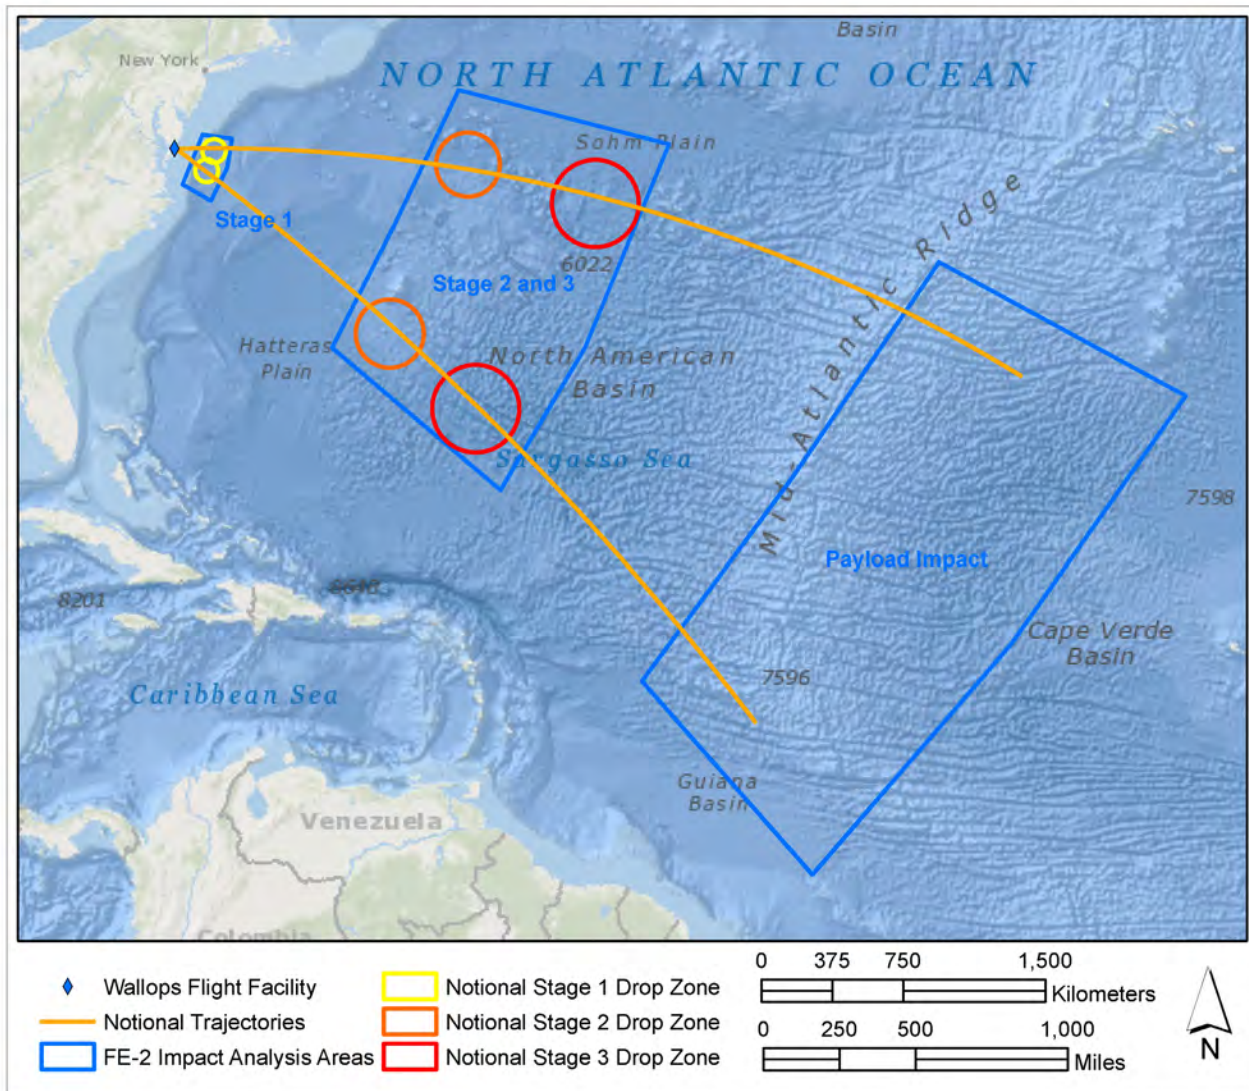 Basin
New York
NORTH ATLANTIC OCEAN
Sohm Plain
Stage 1
6022
Stage 2 and 3
Mid-Atlantic Ridge
Hatteras
Plain
North American
Basin
Sargasso Sea
7598
Payload Impact
8201
Cape Verde
Basin
Caribbean Sea
7596
Guiana
Basin
Venezuela
Colombia
Wallops Flight Facility
Notional Trajectories
FE-2 Impact Analysis Areas
Notional Stage 1 Drop Zone
Notional Stage 2 Drop Zone
Notional Stage 3 Drop Zone
0 375 750 1,500
Kilometers
0 250 500 1,000
Miles
N